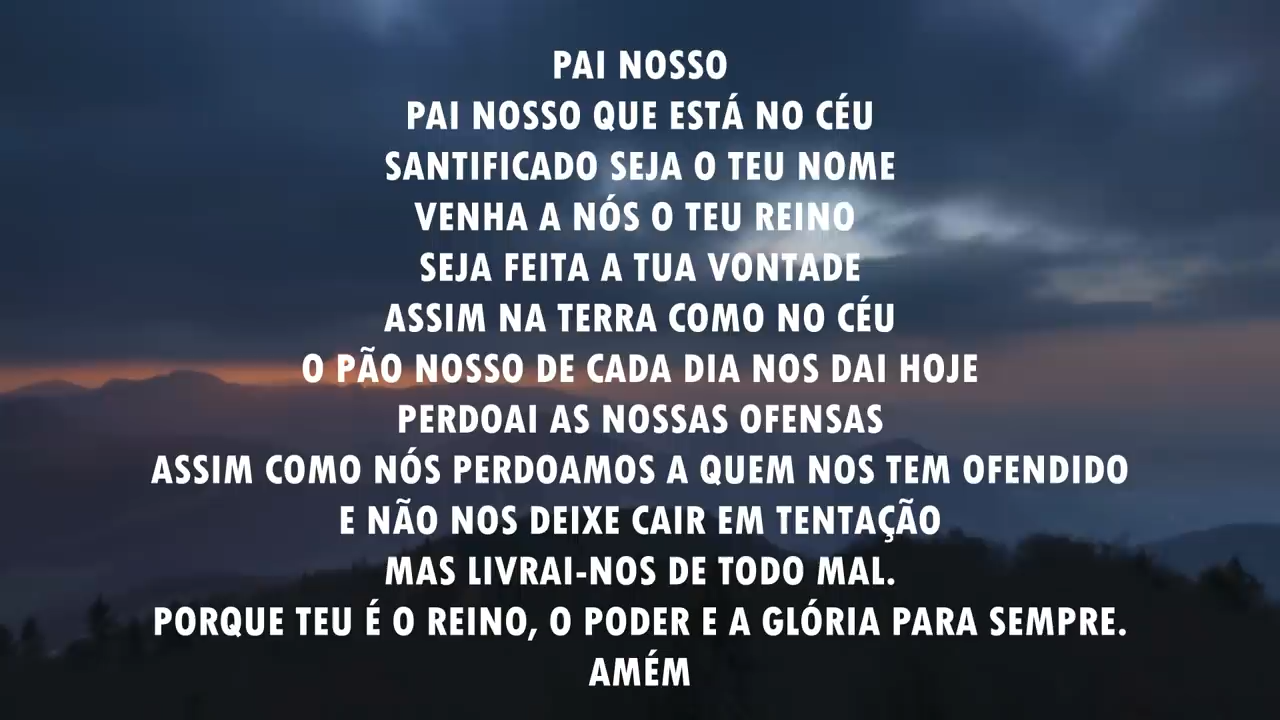 PAI NOSSO
PAI NOSSO QUE ESTÁ NO CÉU
SANTIFICADO SEJA O TEU NOME
VENHA A NÓS O TEU REINO
SEJA FEITA A TUA VONTADE
ASSIM NA TERRA COMO NO CÉU
O PÃO NOSSO DE CADA DIA NOS DAI HOJE
PERDOAI AS NOSSAS OFENSAS
ASSIM COMO NÓS PERDOAMOS A QUEM NOS TEM OFENDIDO
E NÃO NOS DEIXE CAIR EM TENTAÇÃO
MAS LIVRAI-NOS DE TODO MAL.
PORQUE TEU É O REINO, O PODER E A GLÓRIA PARA SEMPRE.
AMÉM